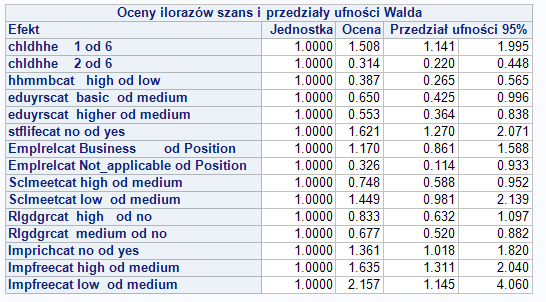 Oceny ilorazów szans i przedziały ufności Walda
Efekt Jednostka Ocena Przedział ufności 95%
chldhhe 1 od 6 1.0000 1.508 1.141 1.995
chldhhe 2 od 6 1.0000 0.314 0.220 0.448
hhmmbcat high od low 1.0000 0.387 0.265 0.565
eduyrscat basic od medium 1.0000 0.650 0.425 0.996
eduyrscat higher od medium 1.0000 0.553 0.364 0.838
stflifecat no od yes 1.0000 1.621 1.270 2.071
Emplrelcat Business od Position 1.0000 1.170 0.861 1.588
Emplrelcat Not_applicable od Position 1.0000 0.326 0.114 0.933
Sclmeetcat high od medium 1.0000 0.748 0.588 0.952
Sclmeetcat low od medium 1.0000 1.449 0.981 2.139
Rlgdgrcat high od no 1.0000 0.833 0.632 1.097
Rlgdgrcat medium od no 1.0000 0.677 0.520 0.882
Imprichcat no od yes 1.0000 1.361 1.018 1.820
Impfreecat high od medium 1.0000 1.635 1.311 2.040
Impfreecat low od medium 1.0000 2.157 1.145 4.060